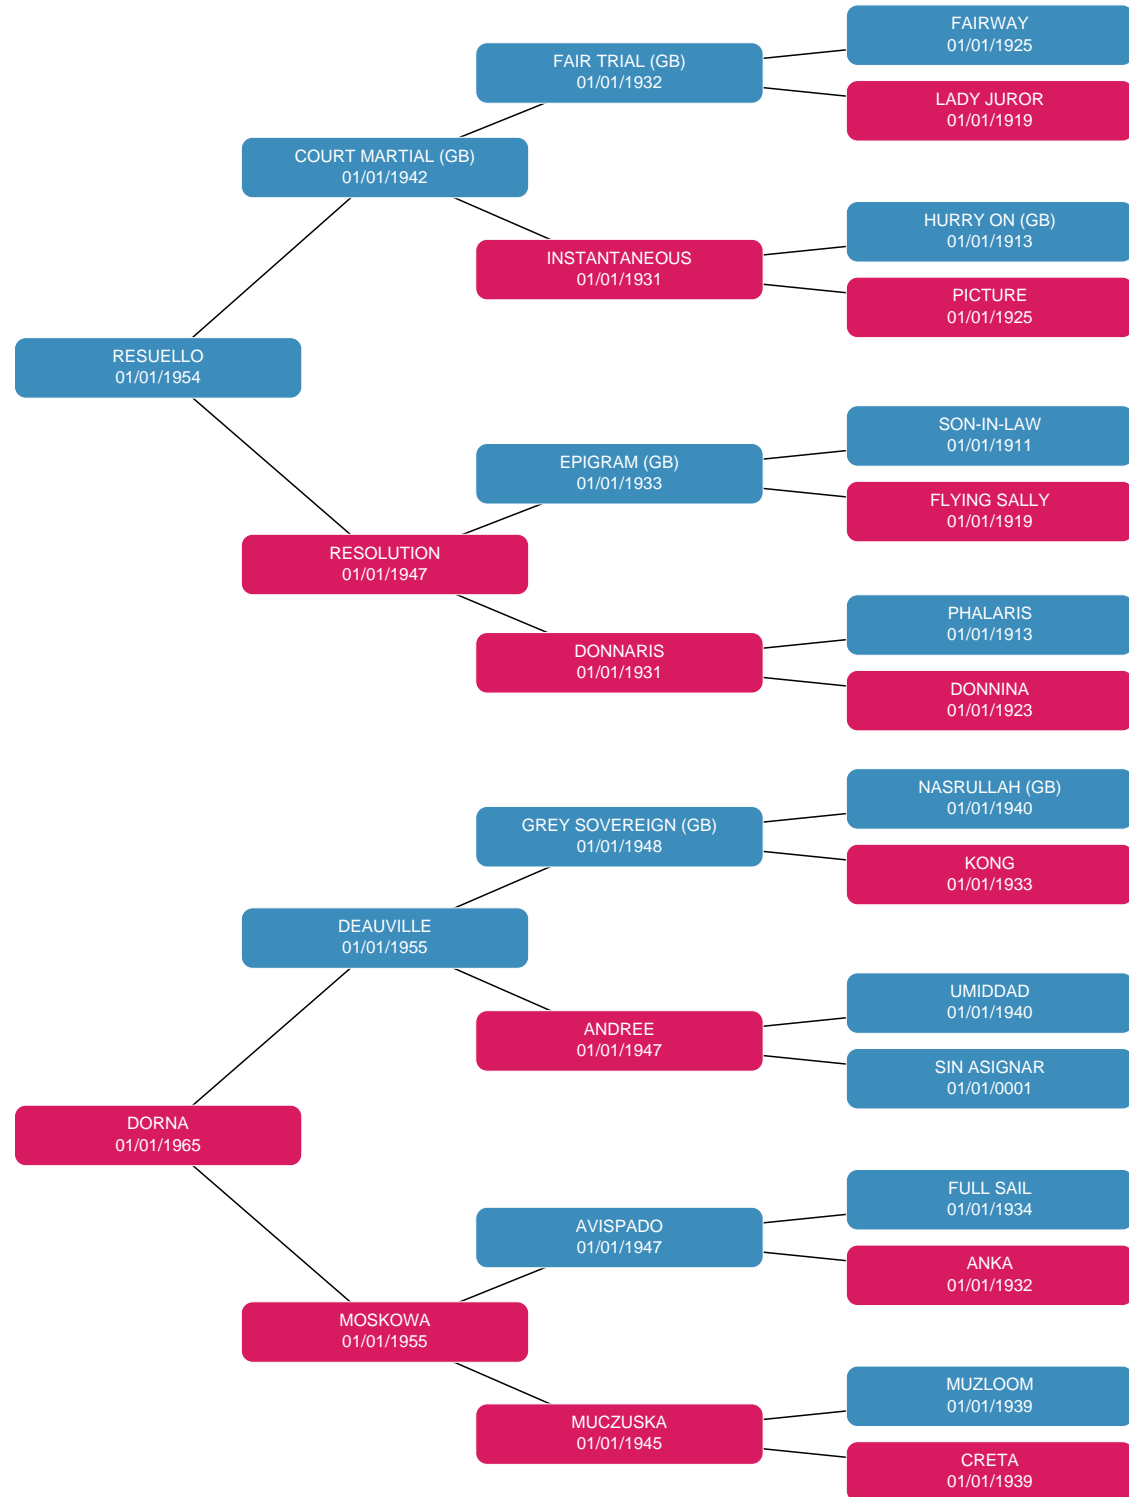 FAIRWAY
01/01/1925
FAIR TRIAL (GB)
01/01/1932
LADY JUROR
01/01/1919
COURT MARTIAL (GB)
01/01/1942
HURRY ON (GB)
01/01/1913
INSTANTANEOUS
01/01/1931
PICTURE
01/01/1925
RESUELLO
01/01/1954
SON-IN-LAW
01/01/1911
EPIGRAM (GB)
01/01/1933
FLYING SALLY
01/01/1919
RESOLUTION
01/01/1947
PHALARIS
01/01/1913
DONNARIS
01/01/1931
DONNINA
01/01/1923
NASRULLAH (GB)
01/01/1940
GREY SOVEREIGN (GB)
01/01/1948
KONG
01/01/1933
DEAUVILLE
01/01/1955
UMIDDAD
01/01/1940
ANDREE
01/01/1947
SIN ASIGNAR
01/01/0001
DORNA
01/01/1965
FULL SAIL
01/01/1934
AVISPADO
01/01/1947
ANKA
01/01/1932
MOSKOWA
01/01/1955
MUZLOOM
01/01/1939
MUCZUSKA
01/01/1945
CRETA
01/01/1939